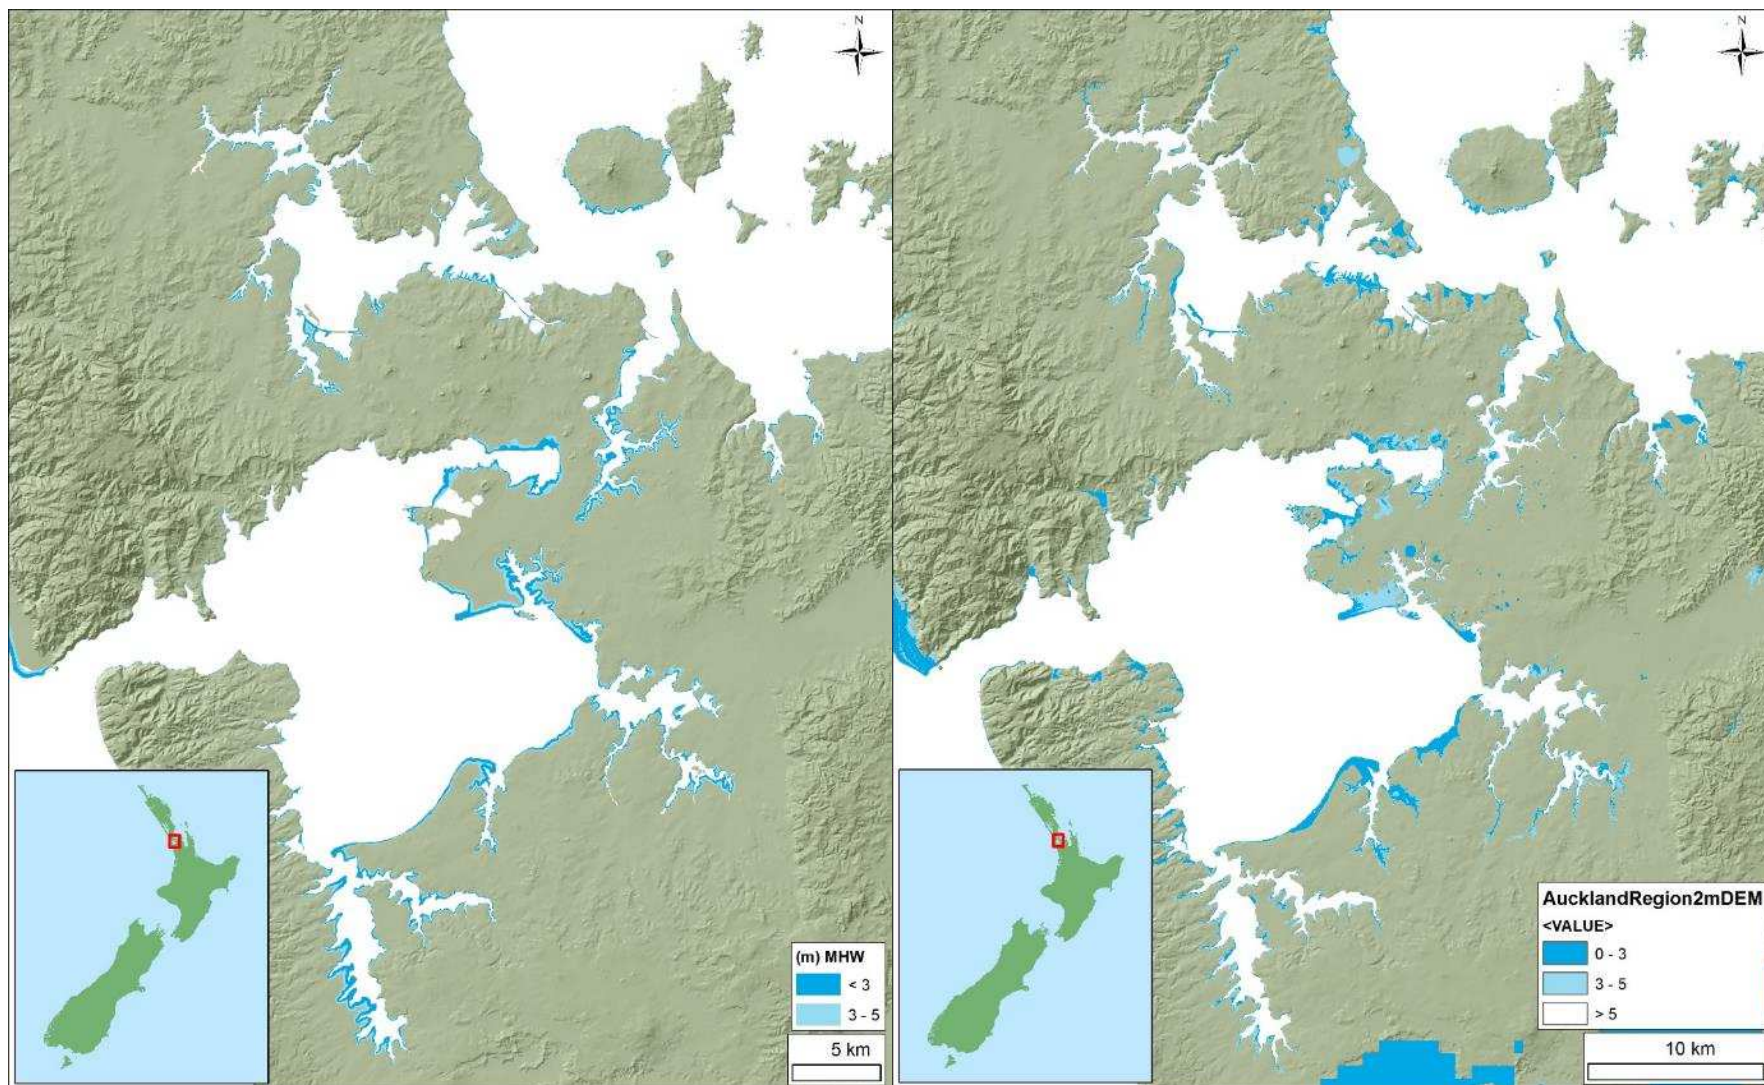 N
(m) MHW
< 3
3 - 5
5 km
N
AucklandRegion2mDEM
<VALUE>
0 - 3
3 - 5
> 5
10 km